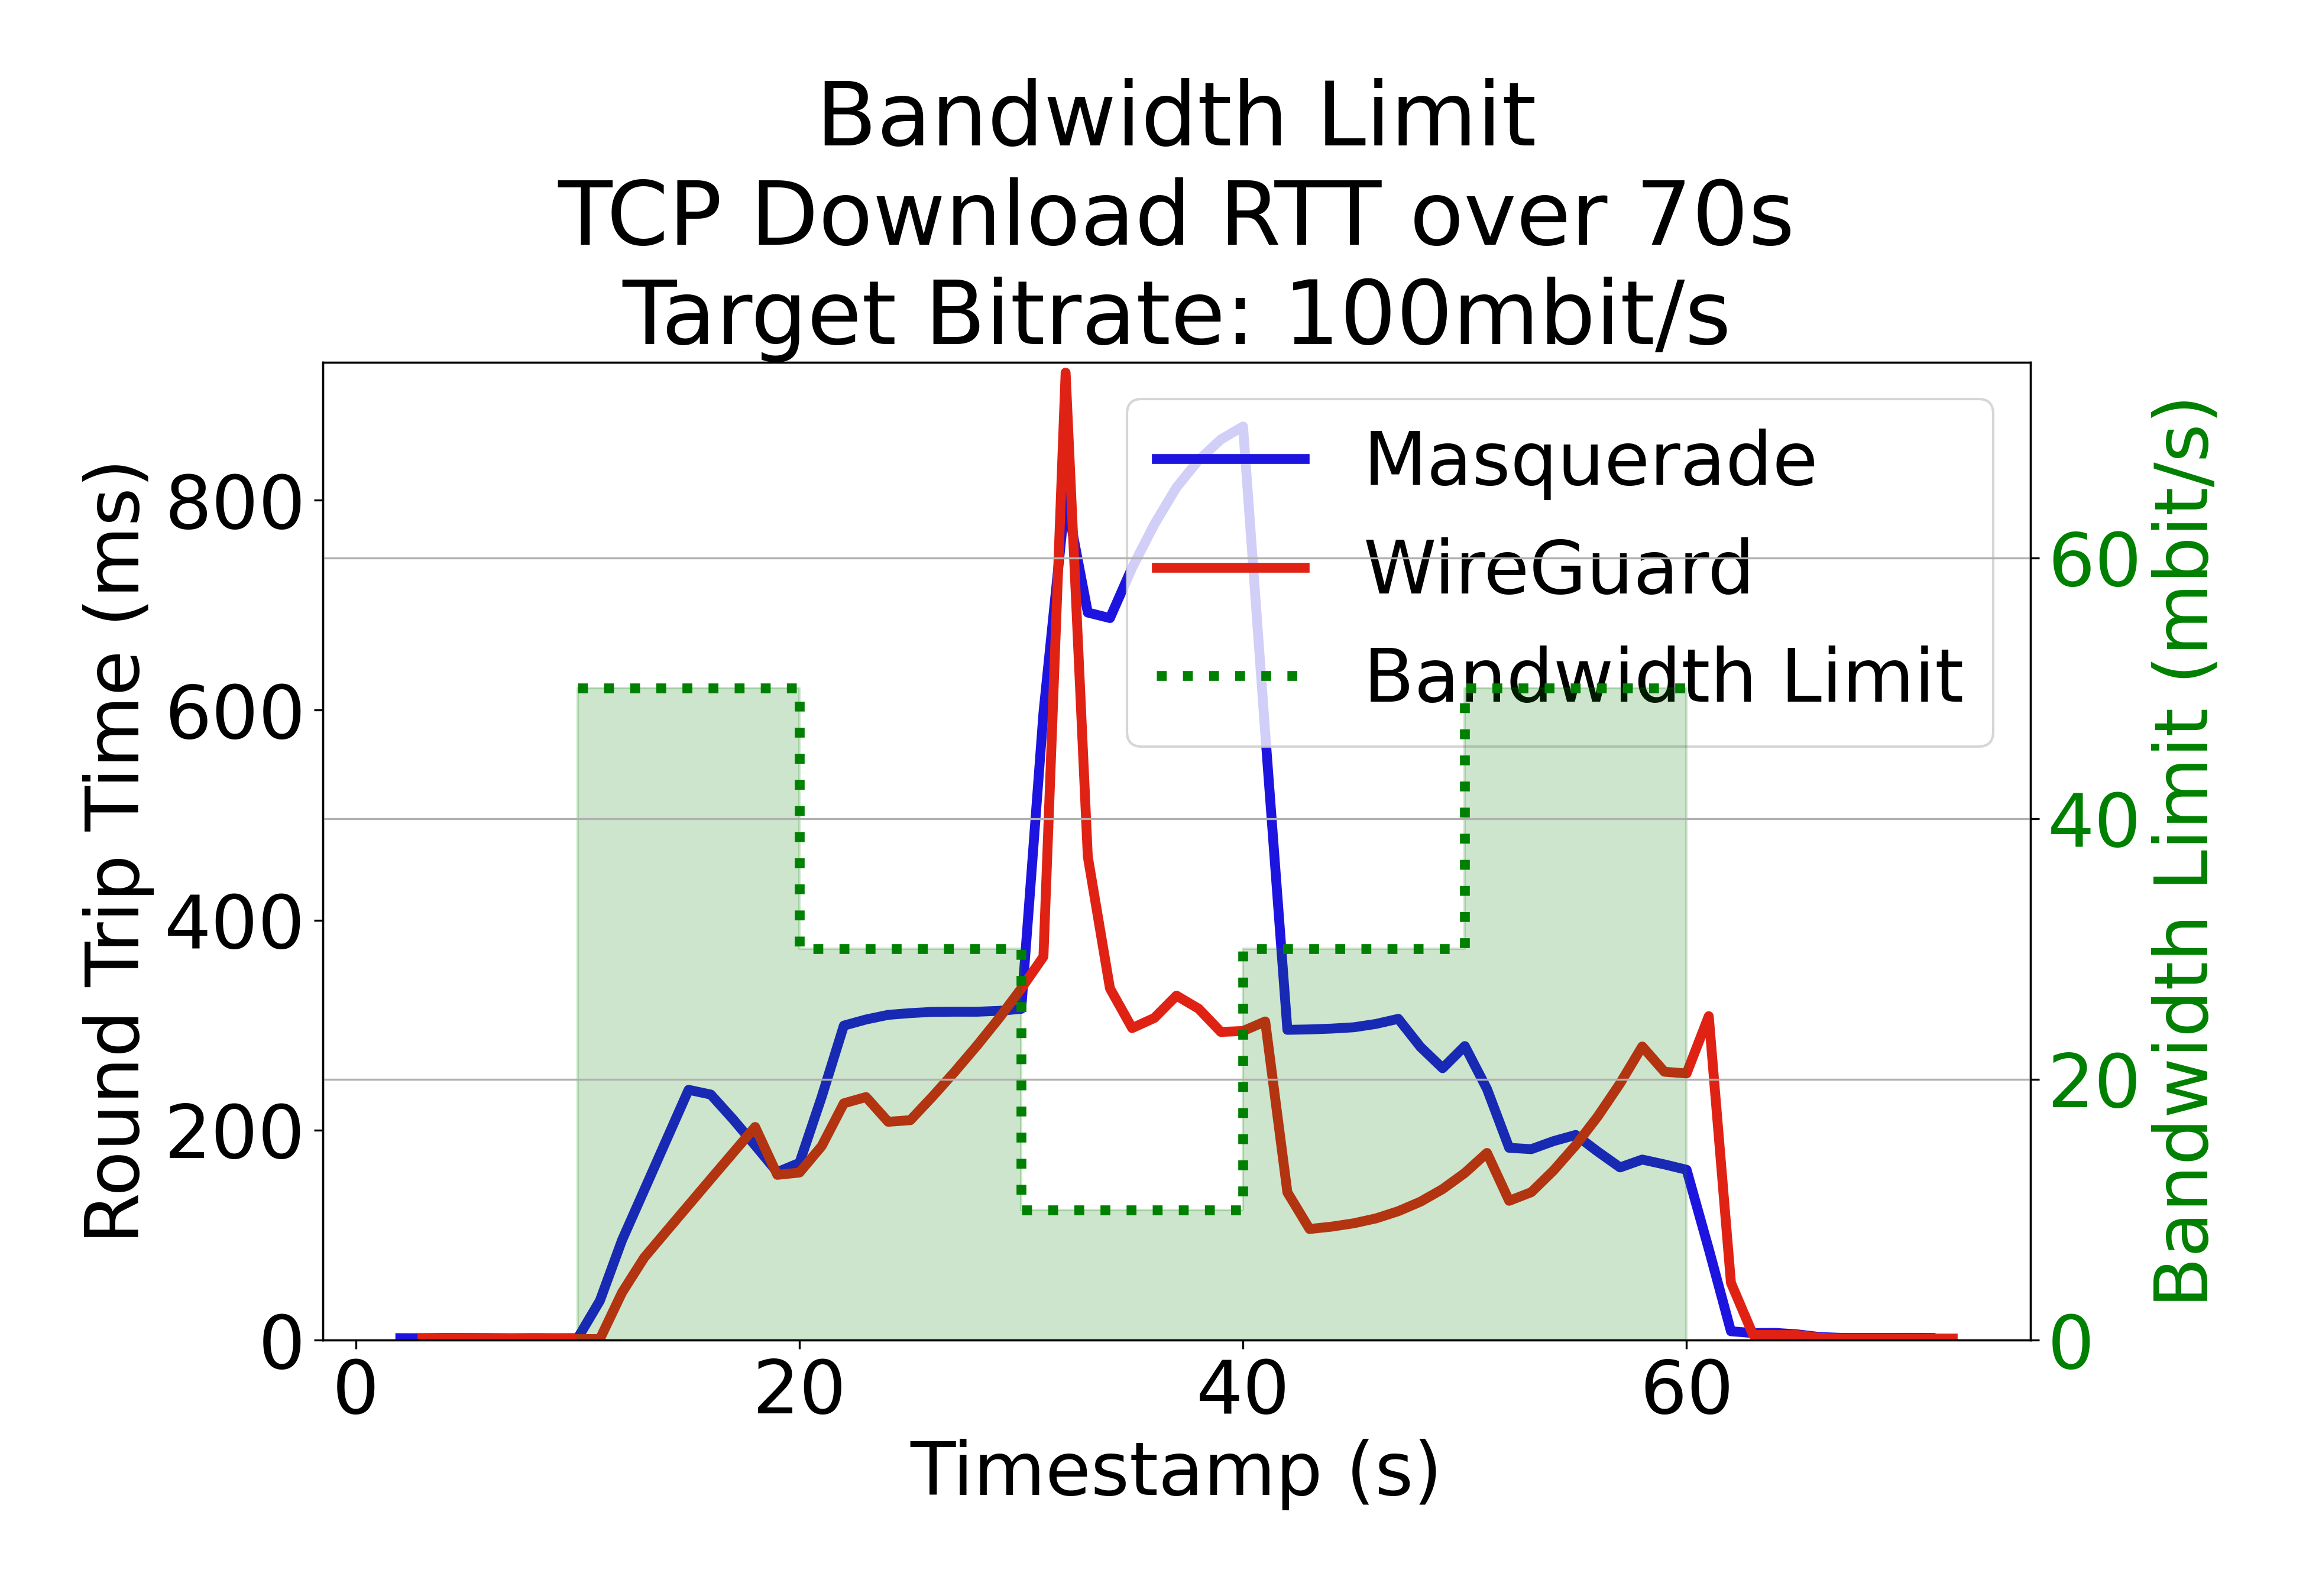 Bandwidth Limit
TCP Download RTT over 70s
Target Bitrate: 100mbit/s
Round Trip Time (ms)
800
600
400
200
0
Masquerade
WireGuard
Bandwidth Limit
60
40
20
0
Bandwidth Limit (mbit/s)
0 20 40 60
Timestamp (s)